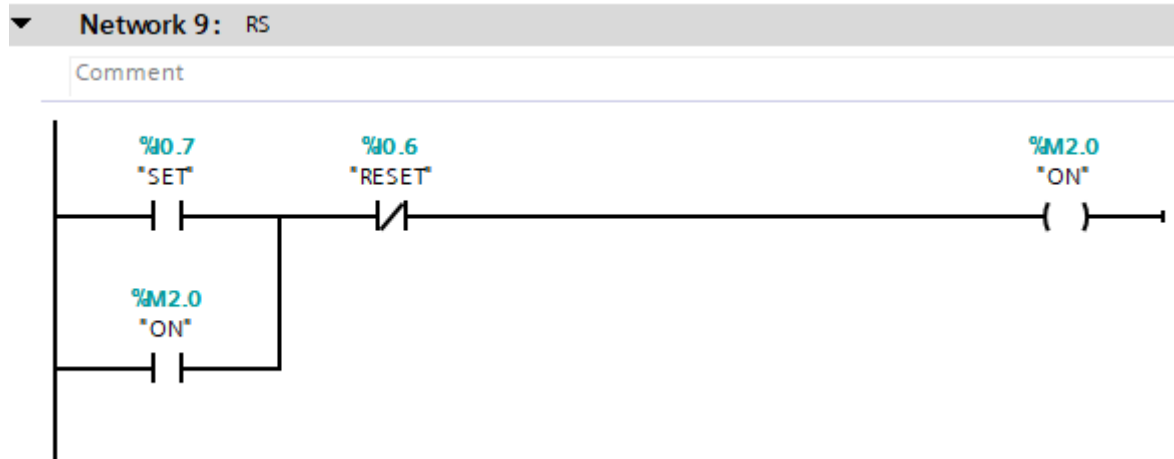 Network 9: RS
Comment
%I0.7 %I0.6 %M2.0
"SET" "RESET" "ON"
%M2.0
"ON"